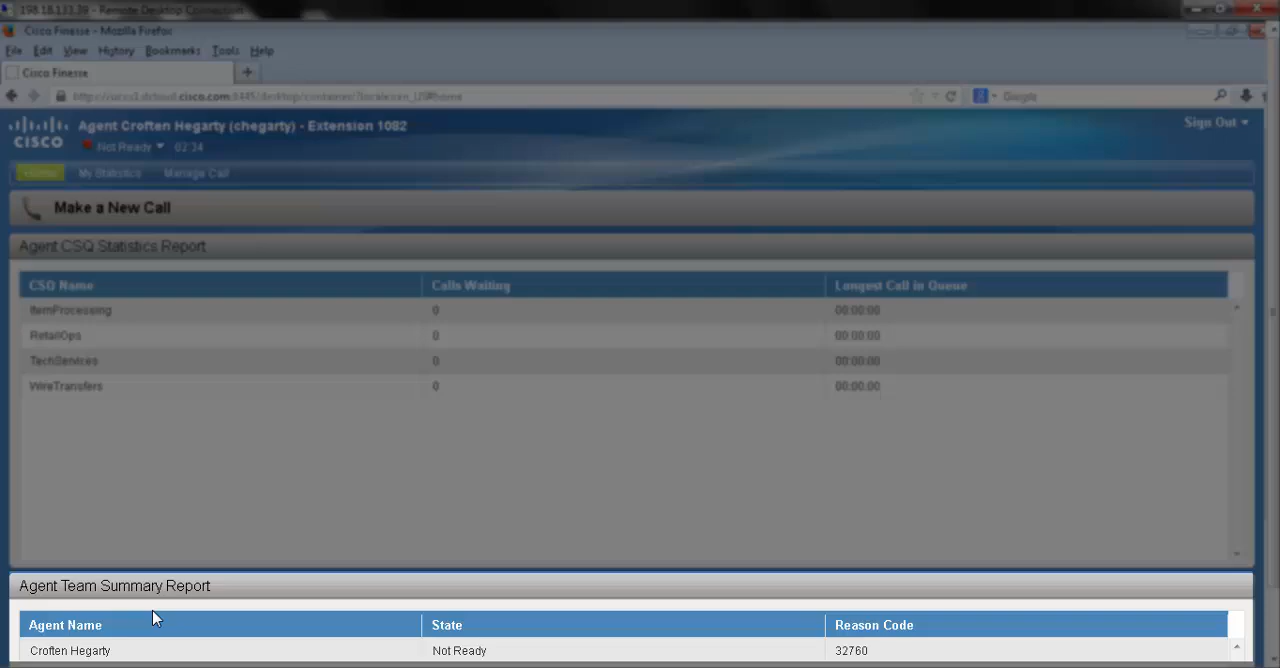 198.18.133.39 - Remote Desktop Connection
Cisco Finesse - Mozilla Firefox
File Edit View History Bookmarks Tools Help
Cisco Finesse
Google
CISCO
Agent Croften Hegarty (chegarty) - Extension 1082
Sign Out
Not Ready 02:34
Home My Statistics Manage Call
Make a New Call
Agent CSQ Statistics Report
CSQ Name Calls Waiting Longest Call in Queue
ItemProcessing 0 00:00:00
RetailOps 0 00:00:00
TechServices 0 00:00:00
WireTransfers 0 00:00:00
Agent Team Summary Report
Agent Name State Reason Code
Croften Hegarty Not Ready 32760